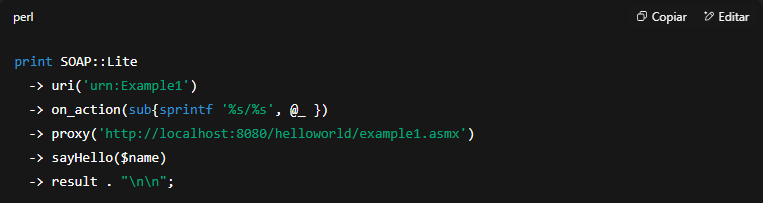 perl
Copiar
Editar
print SOAP::Lite
  -> uri('urn:Example1')
  -> on_action(sub{sprintf '%s/%s', @_ })
  -> proxy('http://localhost:8080/helloworld/example1.asmx')
  -> sayHello($name)
  -> result . "\n\n";